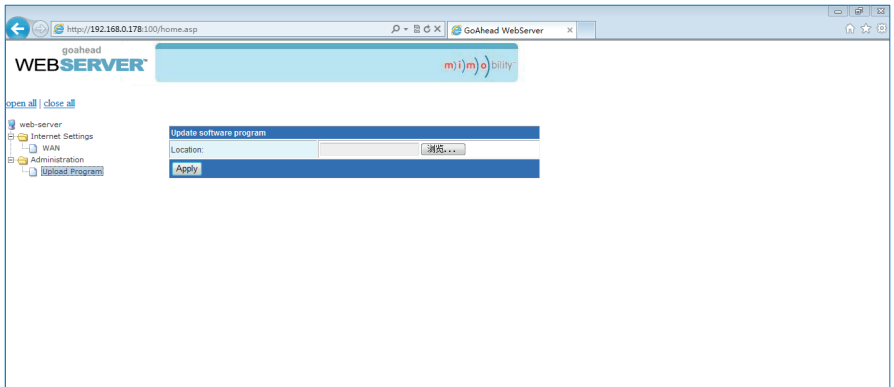 http://192.168.0.178:100/home.asp
GoAhead WebServer
goahead
WEBSERVER
m)i)m)o)bility
open all | close all
web-server
Internet Settings
WAN
Administration
Upload Program
Update software program
Location:
浏览...
Apply